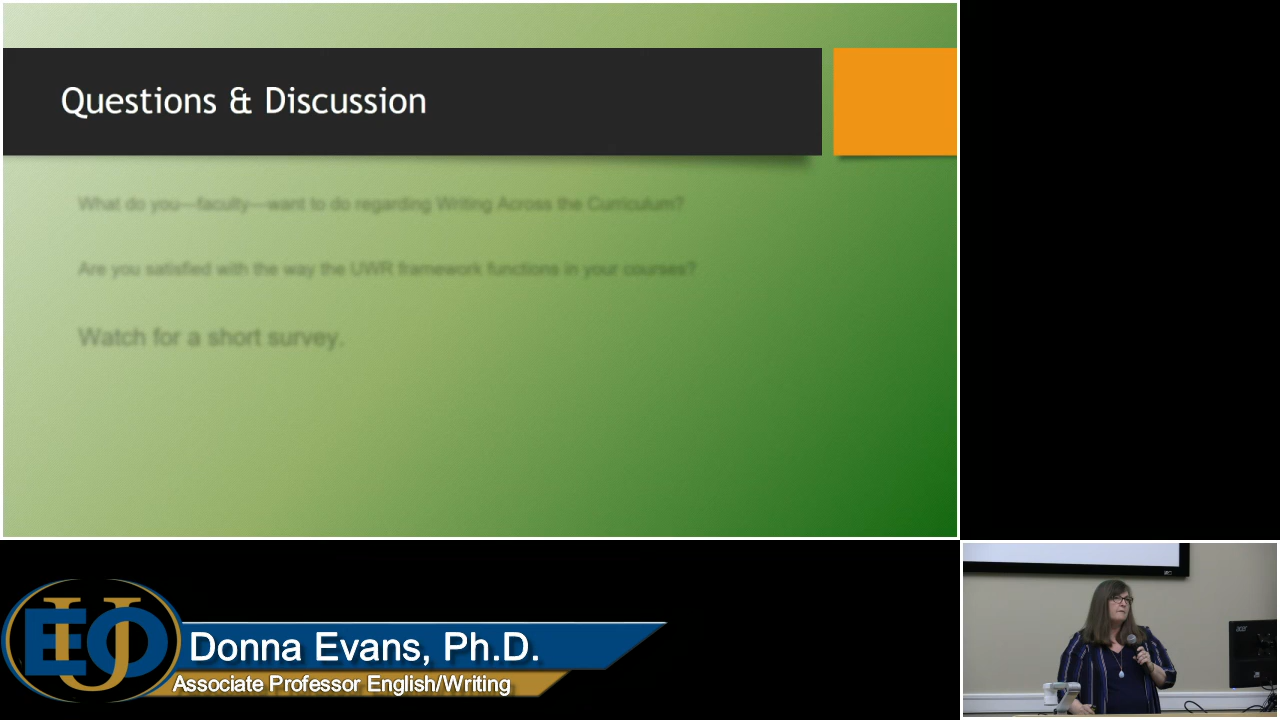 Questions & Discussion
What do you—faculty—want to do regarding Writing Across the Curriculum?
Are you satisfied with the way the UWR framework functions in your courses?
Watch for a short survey.
EOU
Donna Evans, Ph.D.
Associate Professor English/Writing
acer